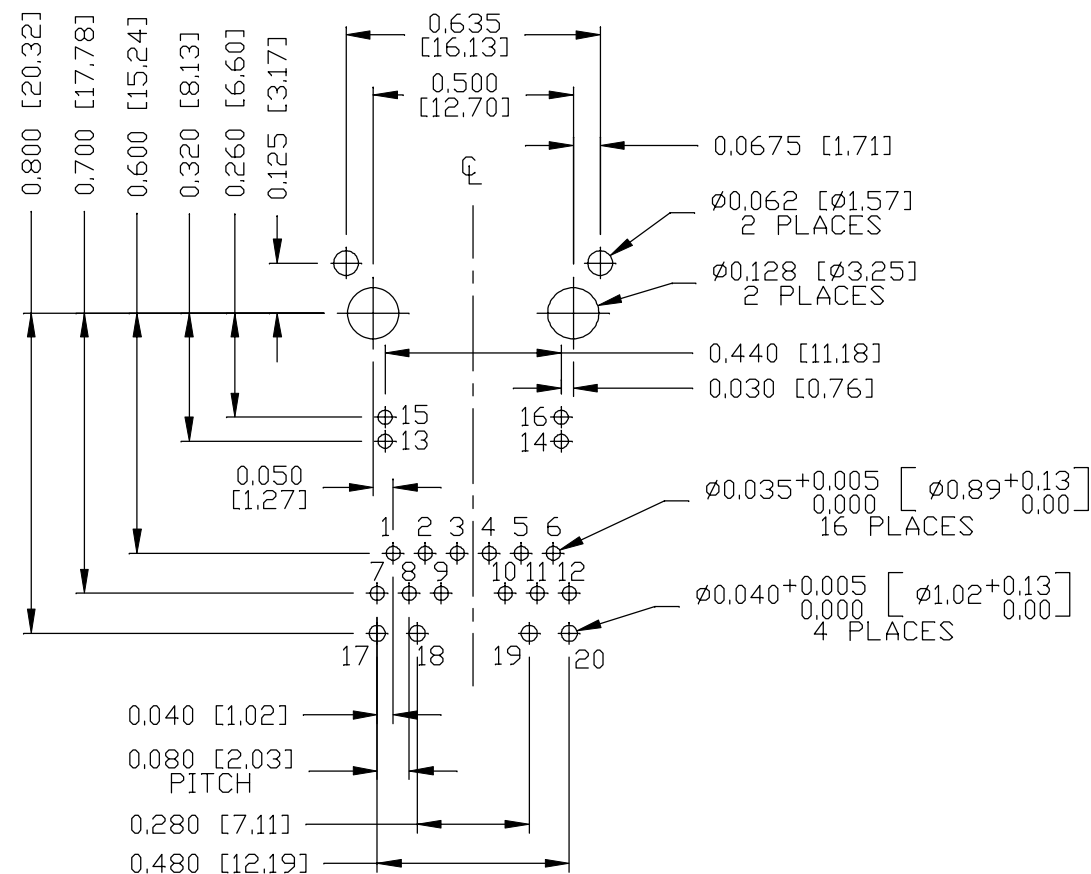 0.800 [20.32]
0.700 [17.78]
0.600 [15.24]
0.320 [8.13]
0.260 [6.60]
0.125 [3.17]
0.635
[16.13]
0.500
[12.70]
℄
0.0675 [1.71]
Ø0.062 [Ø1.57]
2 PLACES
Ø0.128 [Ø3.25]
2 PLACES
0.440 [11.18]
0.030 [0.76]
15
16
13
14
0.050
[1.27]
Ø0.035 +0.005 0.000 [ Ø0.89 +0.13 0.00 ]
16 PLACES
1 2 3 4 5 6
7 8 9 10 11 12
Ø0.040 +0.005 0.000 [ Ø1.02 +0.13 0.00 ]
4 PLACES
17 18 19 20
0.040 [1.02]
0.080 [2.03]
PITCH
0.280 [7.11]
0.480 [12.19]